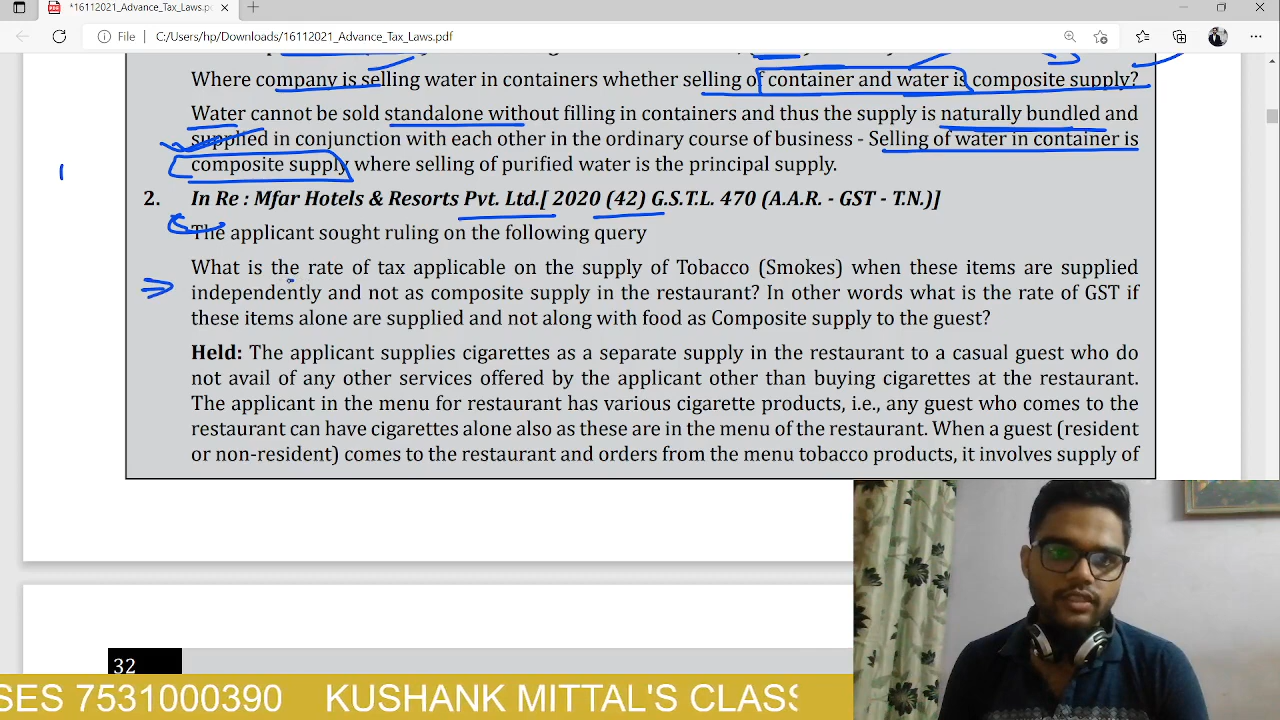 *16112021_Advance_Tax_Laws.pdf
File C:/Users/hp/Downloads/16112021_Advance_Tax_Laws.pdf
Where company is selling water in containers whether selling of container and water is composite supply?
Water cannot be sold standalone without filling in containers and thus the supply is naturally bundled and
supplied in conjunction with each other in the ordinary course of business - Selling of water in container is
composite supply where selling of purified water is the principal supply.
2. In Re : Mfar Hotels & Resorts Pvt. Ltd.[ 2020 (42) G.S.T.L. 470 (A.A.R. - GST - T.N.)]
The applicant sought ruling on the following query
What is the rate of tax applicable on the supply of Tobacco (Smokes) when these items are supplied
independently and not as composite supply in the restaurant? In other words what is the rate of GST if
these items alone are supplied and not along with food as Composite supply to the guest?
Held: The applicant supplies cigarettes as a separate supply in the restaurant to a casual guest who do
not avail of any other services offered by the applicant other than buying cigarettes at the restaurant.
The applicant in the menu for restaurant has various cigarette products, i.e., any guest who comes to the
restaurant can have cigarettes alone also as these are in the menu of the restaurant. When a guest (resident
or non-resident) comes to the restaurant and orders from the menu tobacco products, it involves supply of
32
SES 7531000390 KUSHANK MITTAL'S CLASS